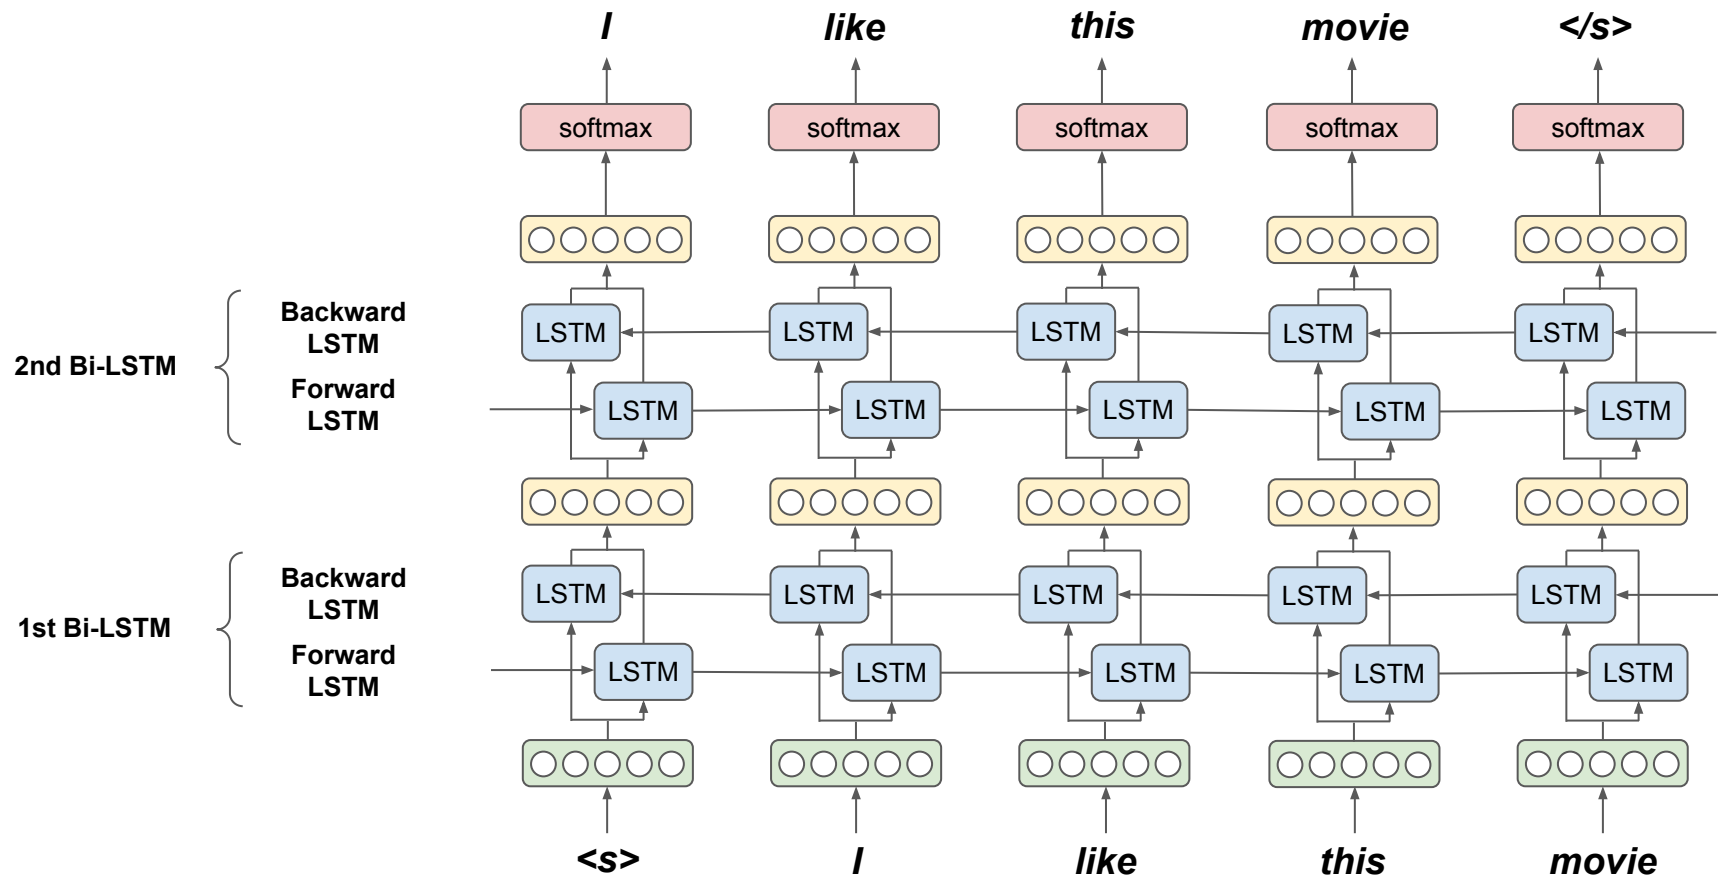 I like this movie </s>
softmax softmax softmax softmax softmax
Backward
LSTM
LSTM LSTM LSTM LSTM LSTM
2nd Bi-LSTM
Forward
LSTM
LSTM LSTM LSTM LSTM LSTM
Backward
LSTM
LSTM LSTM LSTM LSTM LSTM
1st Bi-LSTM
Forward
LSTM
LSTM LSTM LSTM LSTM LSTM
<s> I like this movie